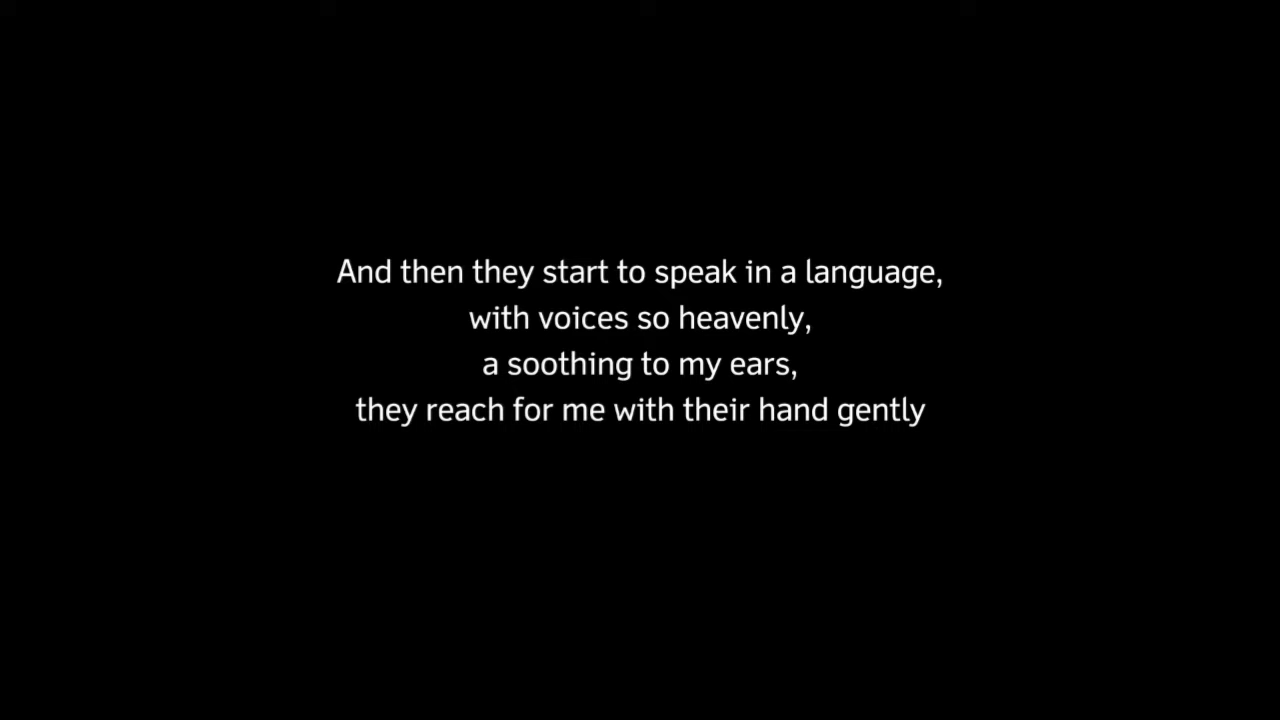 And then they start to speak in a language,
with voices so heavenly,
a soothing to my ears,
they reach for me with their hand gently